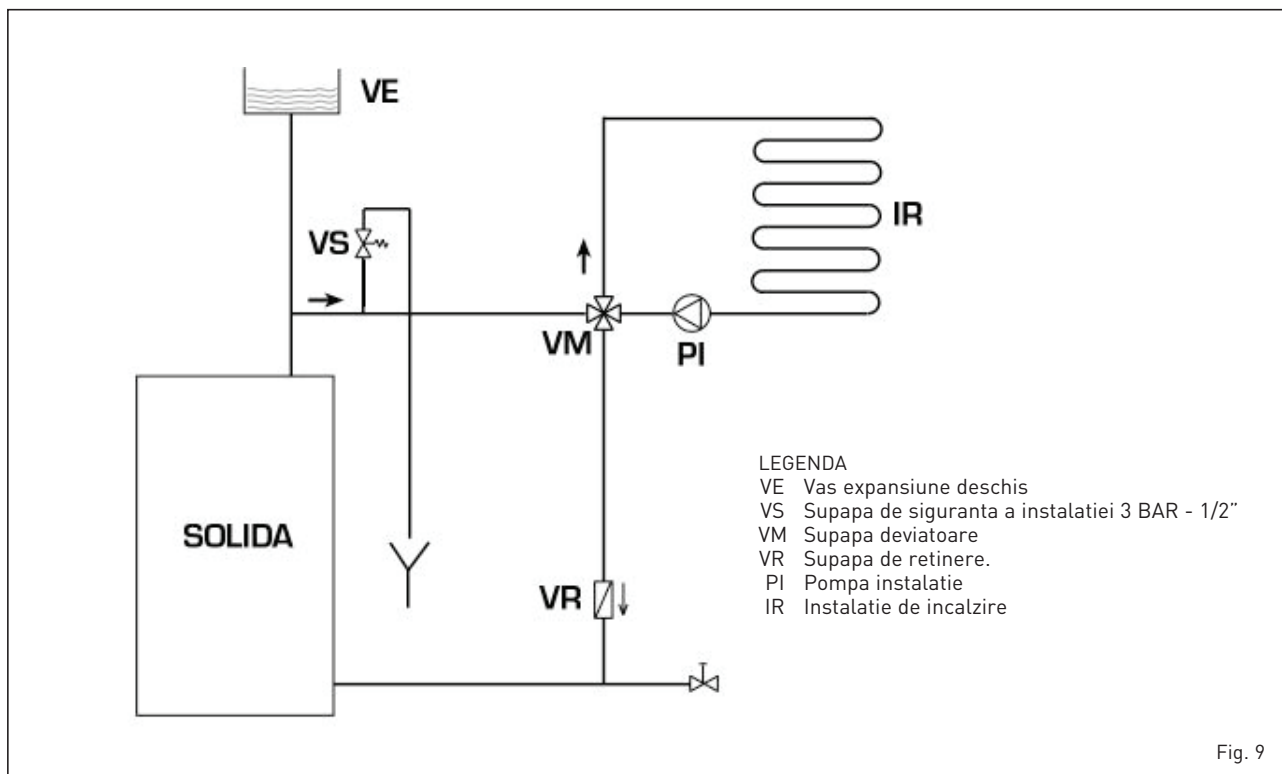 VE
VS
IR
VM
PI
SOLIDA
VR
LEGENDA
VE Vas expansiune deschis
VS Supapa de siguranta a instalatiei 3 BAR - 1/2”
VM Supapa deviatoare
VR Supapa de retinere.
PI Pompa instalatie
IR Instalatie de incalzire
Fig. 9